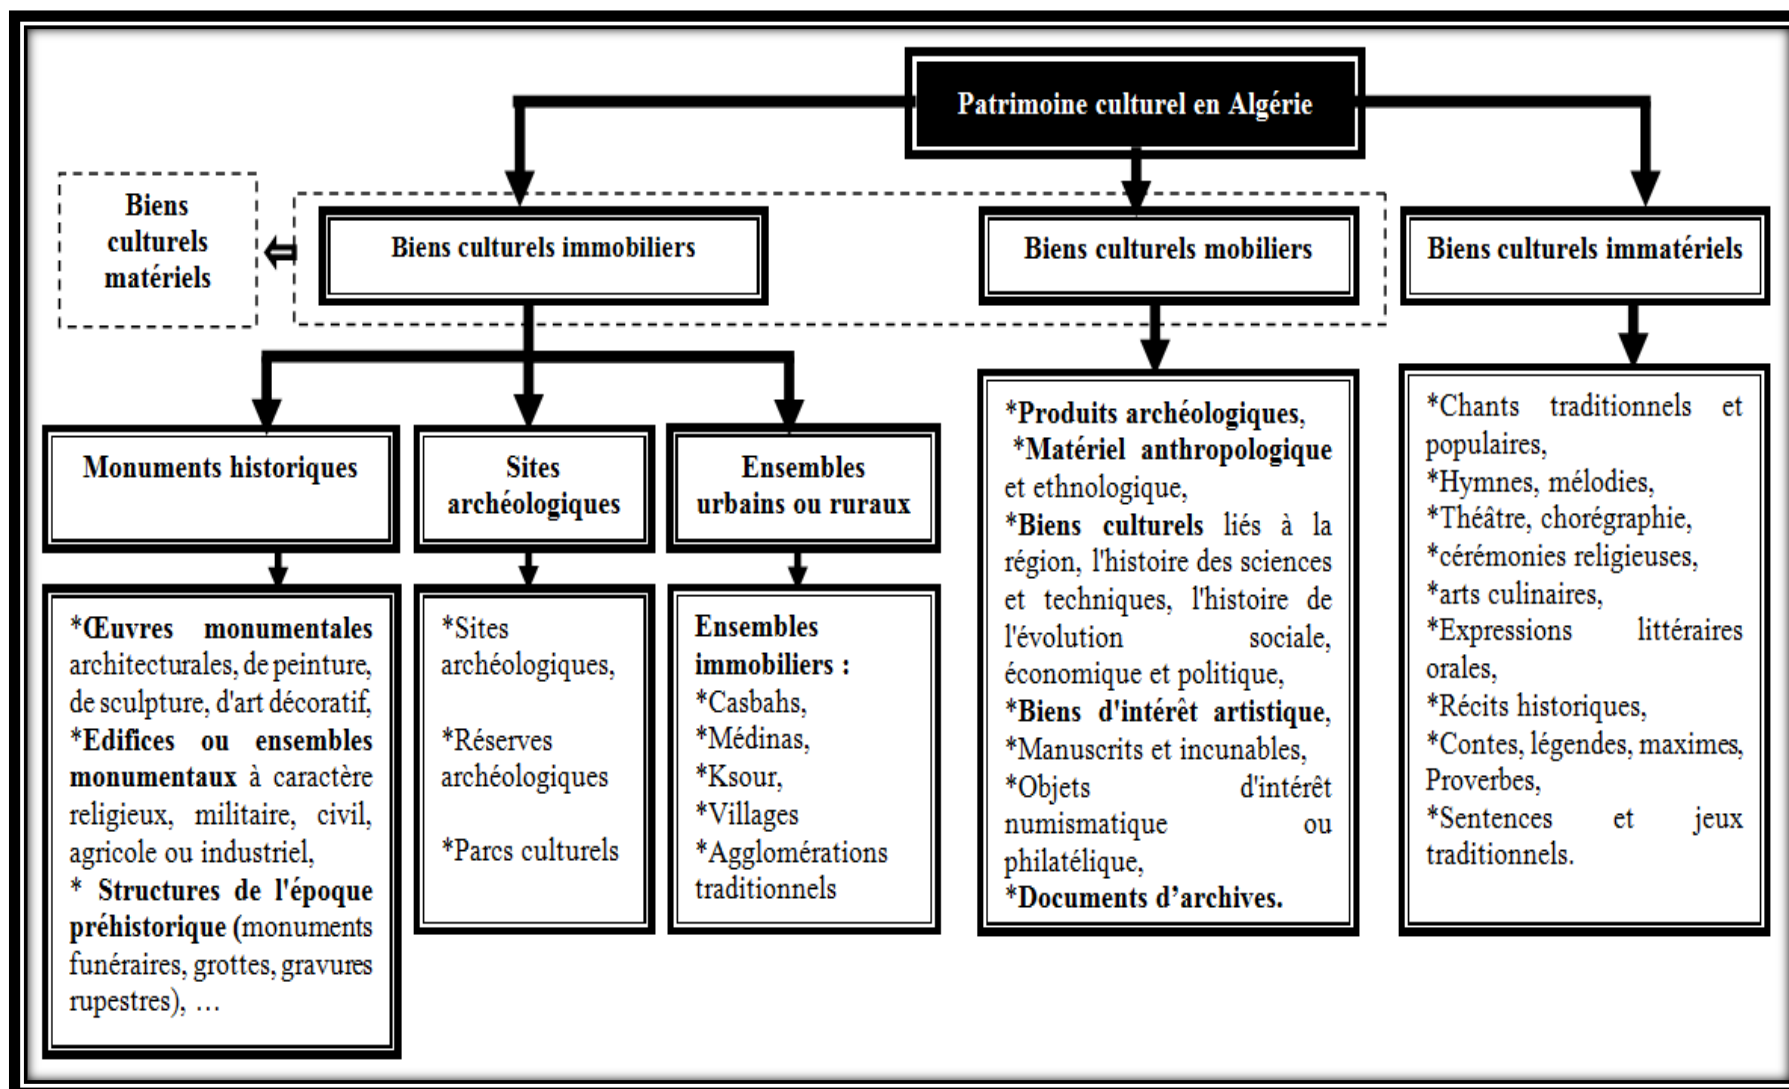 Patrimoine culturel en Algérie
Biens
culturels
matériels
Biens culturels immobiliers
Biens culturels mobiliers
Biens culturels immatériels
Monuments historiques
Sites
archéologiques
Ensembles
urbains ou ruraux
*Œuvres monumentales
architecturales, de peinture,
de sculpture, d'art décoratif,
*Edifices ou ensembles
monumentaux à caractère
religieux, militaire, civil,
agricole ou industriel,
* Structures de l'époque
préhistorique (monuments
funéraires, grottes, gravures
rupestres), …
*Sites
archéologiques,
*Réserves
archéologiques
*Parcs culturels
Ensembles
immobiliers :
*Casbahs,
*Médinas,
*Ksour,
*Villages
*Agglomérations
traditionnels
*Produits archéologiques,
*Matériel anthropologique
et ethnologique,
*Biens culturels liés à la
région, l'histoire des sciences
et techniques, l'histoire de
l'évolution sociale,
économique et politique,
*Biens d'intérêt artistique,
*Manuscrits et incunables,
*Objets d'intérêt
numismatique ou
philatélique,
*Documents d’archives.
*Chants traditionnels et
populaires,
*Hymnes, mélodies,
*Théâtre, chorégraphie,
*cérémonies religieuses,
*arts culinaires,
*Expressions littéraires
orales,
*Récits historiques,
*Contes, légendes, maximes,
Proverbes,
*Sentences et jeux
traditionnels.